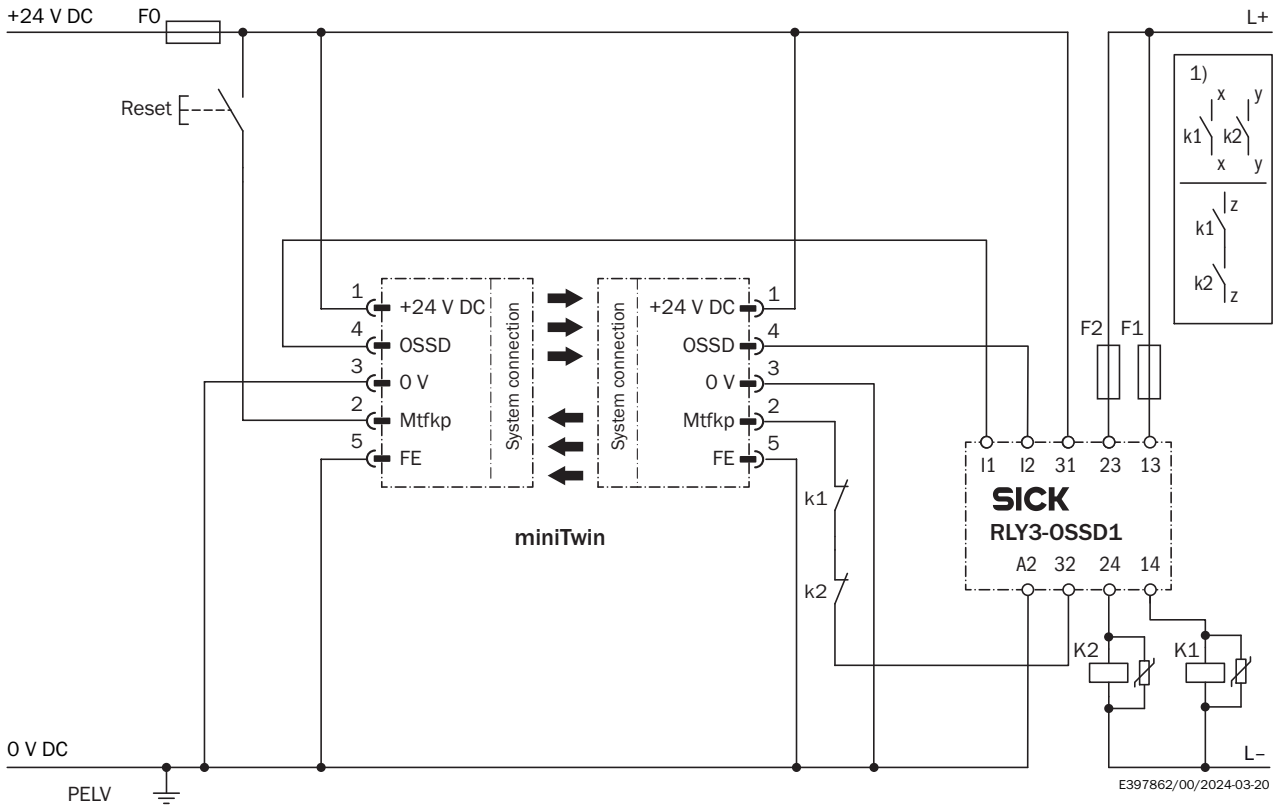 +24 V DC F0 L+
Reset
1)
x y
k1 k2
x y
z
k1
k2
z
1 +24 V DC
4 OSSD
3 0 V
2 Mtfkp
5 FE
System connection
System connection
+24 V DC 1
OSSD 4
0 V 3
Mtfkp 2
FE 5
miniTwin
k1
k2
F2 F1
I1 I2 31 23 13
SICK
RLY3-OSSD1
A2 32 24 14
K2 K1
0 V DC L–
PELV
E397862/00/2024-03-20